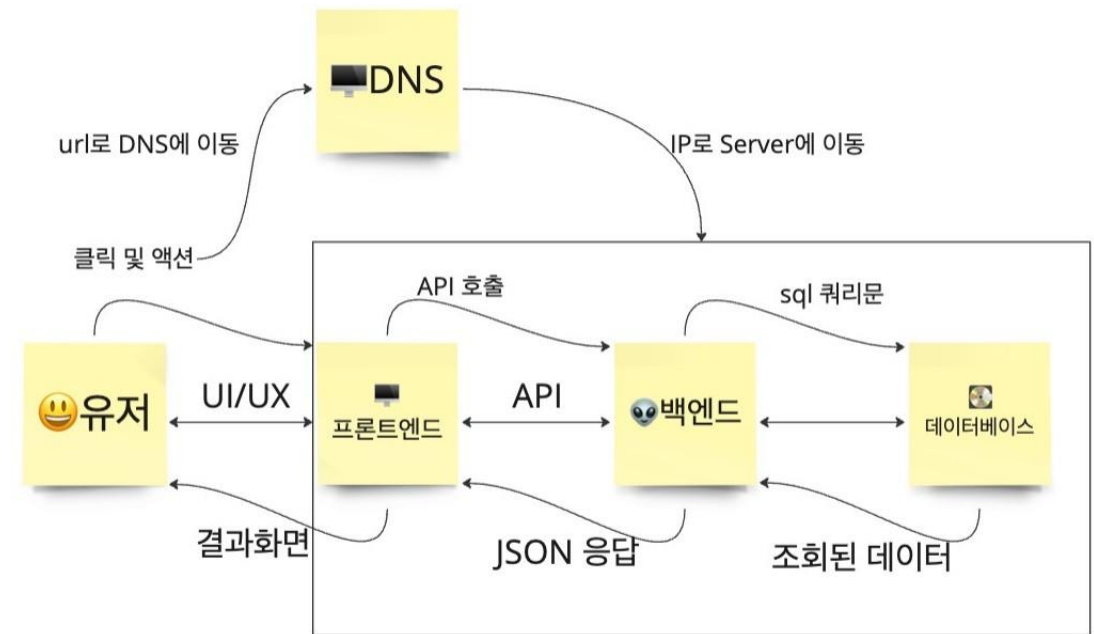 🖥️DNS
url로 DNS에 이동
IP로 Server에 이동
클릭 및 액션
API 호출
sql 쿼리문
😃유저
UI/UX
🖥️
프론트엔드
API
👽백엔드
💽
데이터베이스
결과화면
JSON 응답
조회된 데이터